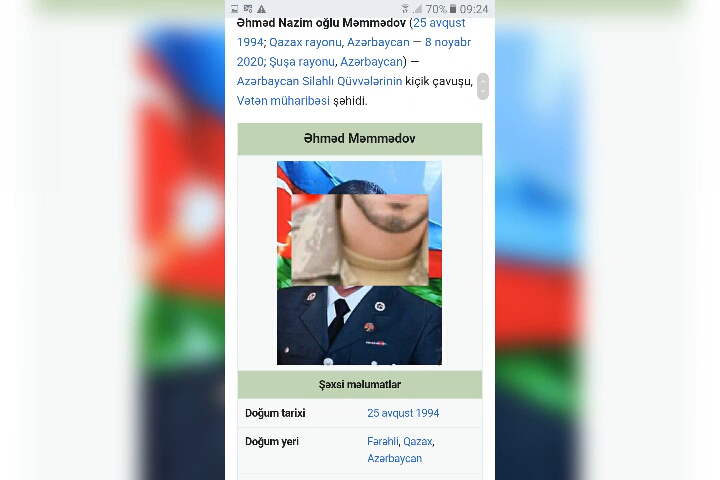 70% 09:24
Əhməd Nazim oğlu Məmmədov (25 avqust
1994; Qazax rayonu, Azərbaycan — 8 noyabr
2020; Şuşa rayonu, Azərbaycan) —
Azərbaycan Silahlı Qüvvələrinin kiçik çavuşu,
Vətən müharibəsi şəhidi.
Əhməd Məmmədov
Şəxsi məlumatlar
Doğum tarixi 25 avqust 1994
Doğum yeri Fərəhli, Qazax,
Azərbaycan